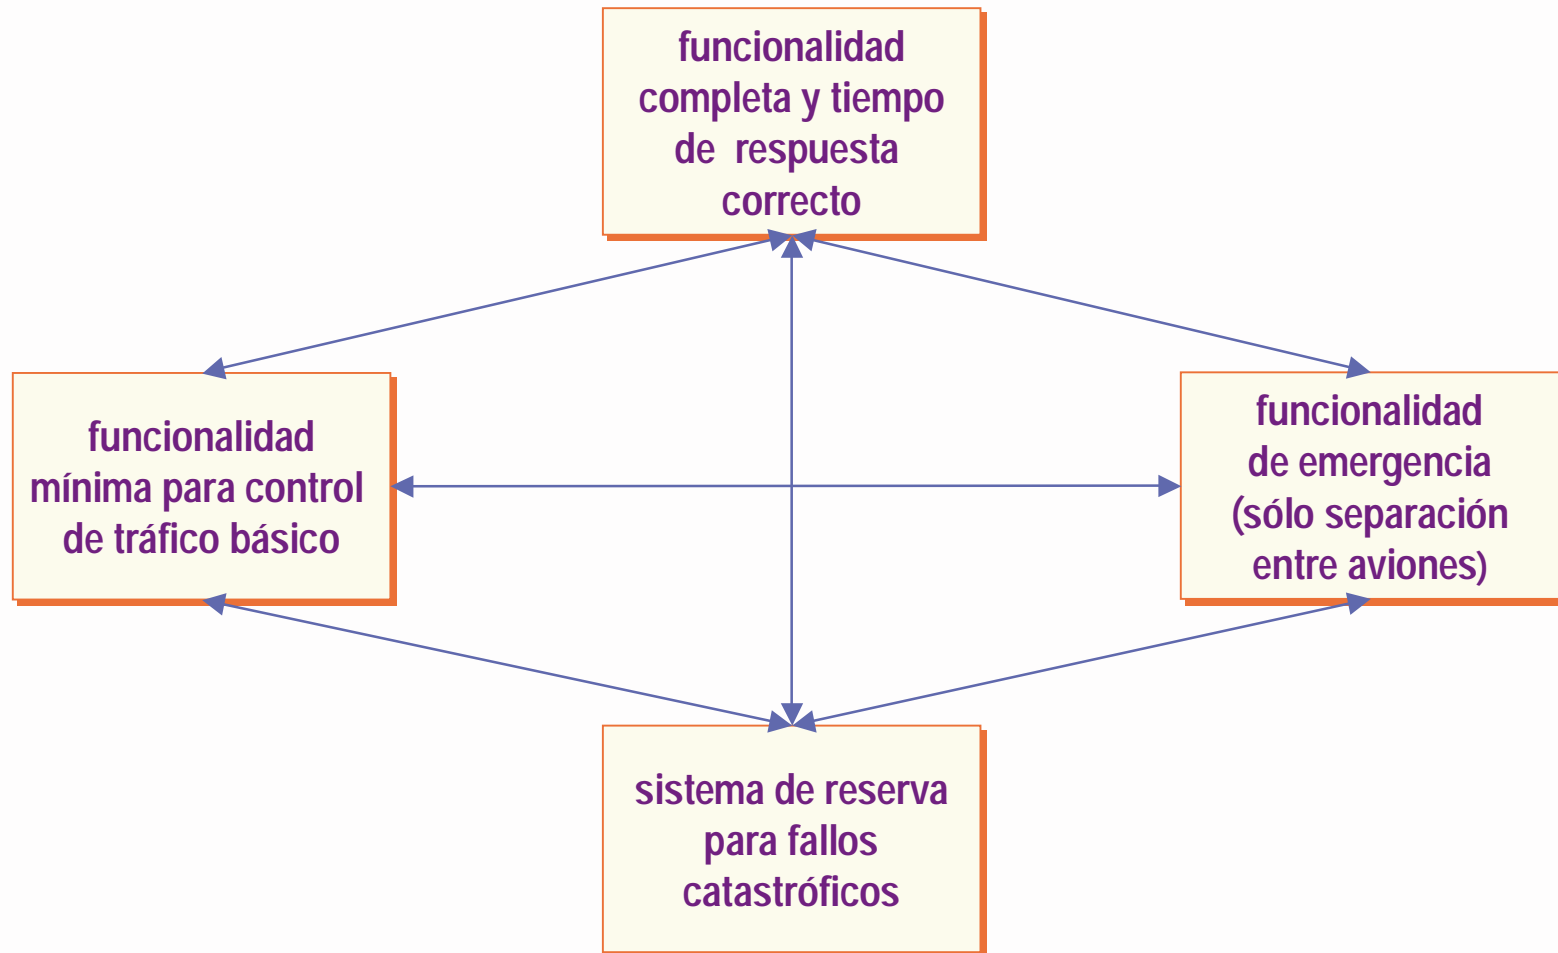 funcionalidad
completa y tiempo
de respuesta
correcto
funcionalidad
mínima para control
de tráfico básico
funcionalidad
de emergencia
(sólo separación
entre aviones)
sistema de reserva
para fallos
catastróficos